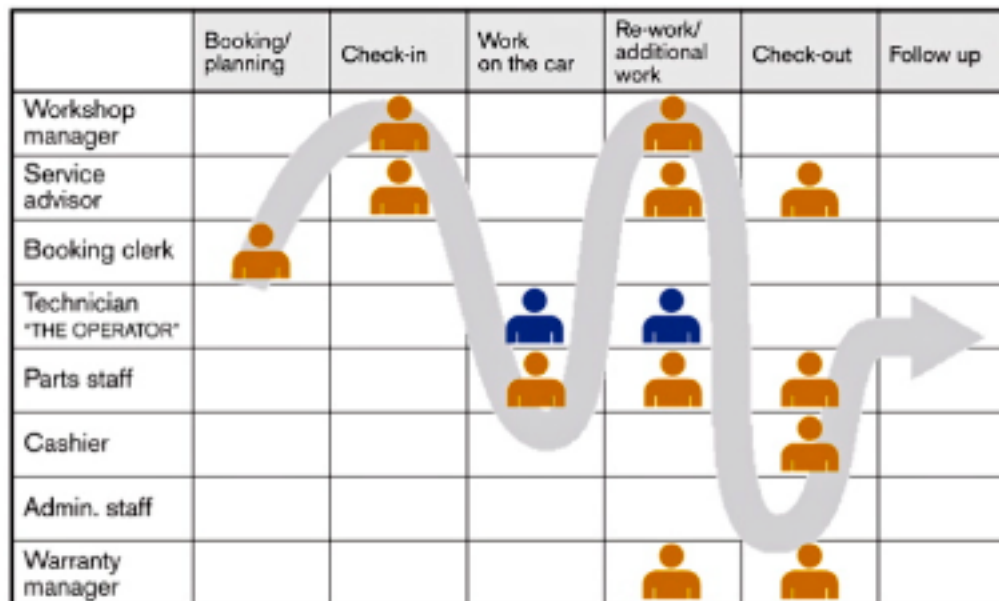 Booking/
planning
Check-in
Work
on the car
Re-work/
additional
work
Check-out
Follow up
Workshop
manager
Service
advisor
Booking clerk
Technician
"THE OPERATOR"
Parts staff
Cashier
Admin. staff
Warranty
manager